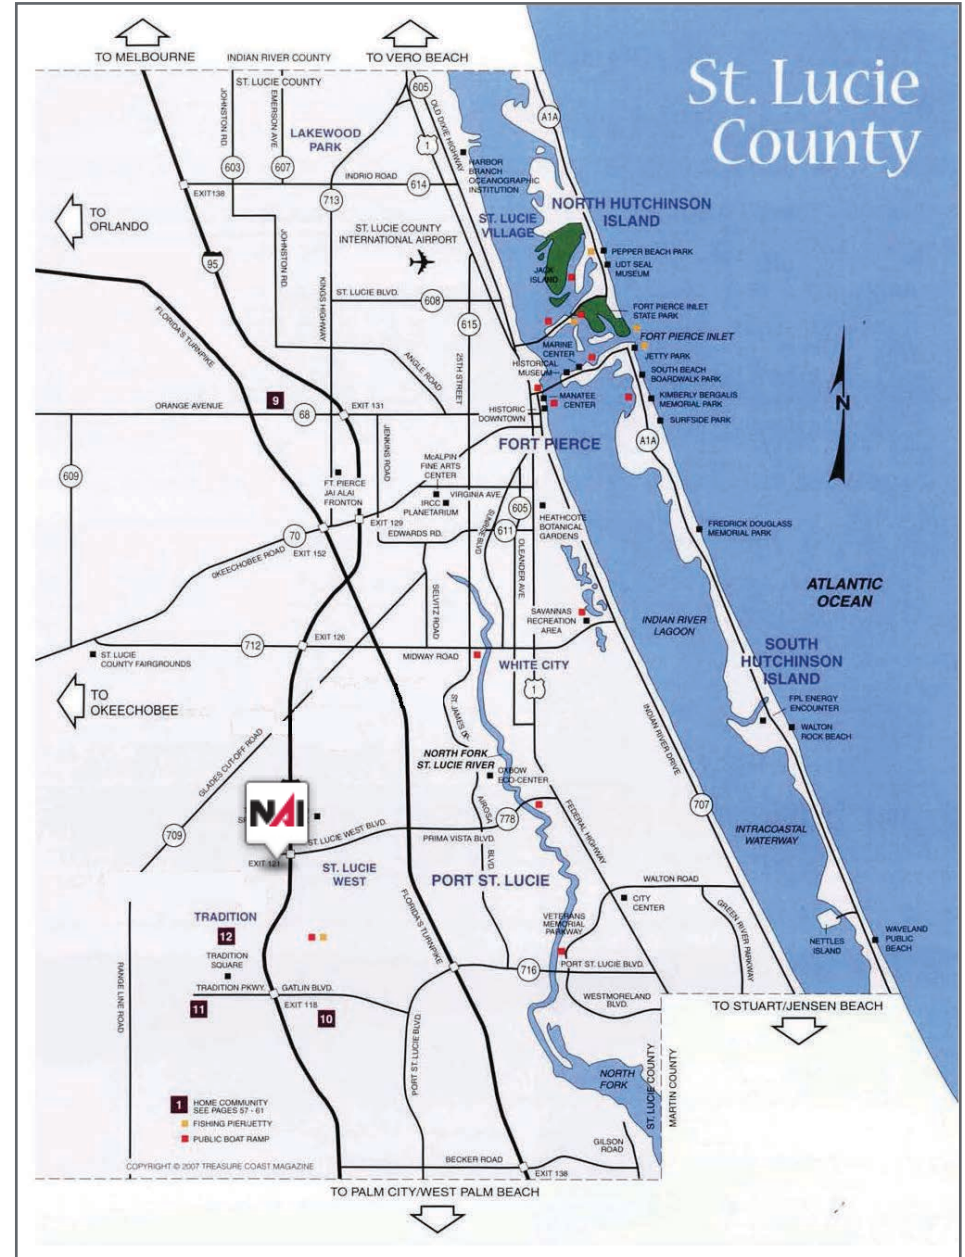 TO MELBOURNE
INDIAN RIVER COUNTY
TO VERO BEACH
ST. LUCIE COUNTY
St. Lucie
County
JOHNSTON RD
EMERSON AVE
605
OLD DIXIE HIGHWAY
A1A
LAKEWOOD
PARK
1
HARBOR
BRANCH
OCEANOGRAPHIC
INSTITUTION
603
607
INDRIO ROAD
614
EXIT138
713
TO
ORLANDO
ST. LUCIE COUNTY
INTERNATIONAL AIRPORT
ST. LUCIE
VILLAGE
NORTH HUTCHINSON
ISLAND
JOHNSTON RD
95
PEPPER BEACH PARK
UDT SEAL
MUSEUM
JACK
ISLAND
KINGS HIGHWAY
ST. LUCIE BLVD.
608
FORT PIERCE INLET
STATE PARK
FLORIDA'S TURNPIKE
615
FORT PIERCE INLET
MARINE
CENTER
JETTY PARK
ANGLE ROAD
25TH STREET
HISTORICAL
MUSEUM
SOUTH BEACH
BOARDWALK PARK
9
ORANGE AVENUE
68
EXIT 131
MANATEE
CENTER
KIMBERLY BERGALIS
MEMORIAL PARK
N
HISTORIC
DOWNTOWN
SURFSIDE PARK
JENKINS ROAD
FORT PIERCE
A1A
609
McALPIN
FINE ARTS
CENTER
FT. PIERCE
JAI ALAI
FRONTON
VIRGINIA AVE.
IRCC
PLANETARIUM
605
SUNRISE BLVD
HEATHCOTE
BOTANICAL
GARDENS
EXIT 129
70
EDWARDS RD.
611
FREDRICK DOUGLASS
MEMORIAL PARK
EXIT 152
OKEECHOBEE ROAD
OLEANDER AVE.
SELVITZ ROAD
ATLANTIC
OCEAN
SAVANNAS
RECREATION
AREA
INDIAN RIVER
LAGOON
EXIT 126
712
ST. LUCIE
COUNTY FAIRGROUNDS
MIDWAY ROAD
WHITE CITY
SOUTH
HUTCHINSON
ISLAND
TO
OKEECHOBEE
1
ST. JAMES DR.
INDIAN RIVER DRIVE
FPL ENERGY
ENCOUNTER
WALTON
ROCK BEACH
GLADES CUT-OFF ROAD
NORTH FORK
ST. LUCIE RIVER
OXBOW
ECO-CENTER
NAI
709
ST. LUCIE WEST BLVD.
AIROSO
BLVD.
778
PRIMA VISTA BLVD.
FEDERAL HIGHWAY
707
INTRACOASTAL
WATERWAY
EXIT 121
ST. LUCIE
WEST
PORT ST. LUCIE
WALTON ROAD
CITY
CENTER
FLORIDA'S TURNPIKE
GREEN RIVER PARKWAY
TRADITION
12
VETERANS
MEMORIAL
PARKWAY
NETTLES
ISLAND
WAVELAND
PUBLIC
BEACH
TRADITION
SQUARE
RANGE LINE ROAD
716
PORT ST. LUCIE BLVD.
TRADITION PKWY.
GATLIN BLVD.
WESTMORELAND
BLVD.
11
EXIT 118
10
TO STUART/JENSEN BEACH
PORT ST. LUCIE BLVD.
NORTH
FORK
ST. LUCIE COUNTY
MARTIN COUNTY
1
HOME COMMUNITY
SEE PAGES 57 - 61
FISHING PIER/JETTY
PUBLIC BOAT RAMP
GILSON
ROAD
COPYRIGHT © 2007 TREASURE COAST MAGAZINE
BECKER ROAD
EXIT 138
TO PALM CITY/WEST PALM BEACH